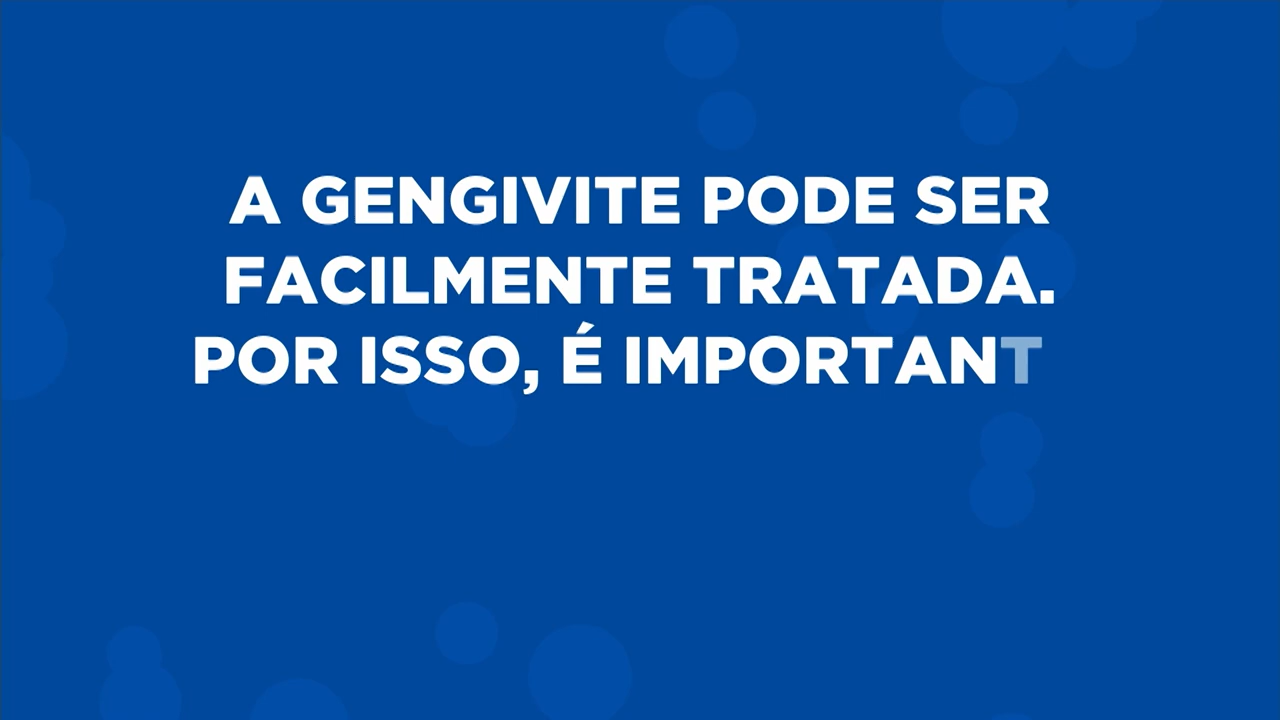 A GENGIVITE PODE SER
FACILMENTE TRATADA.
POR ISSO, É IMPORTANT